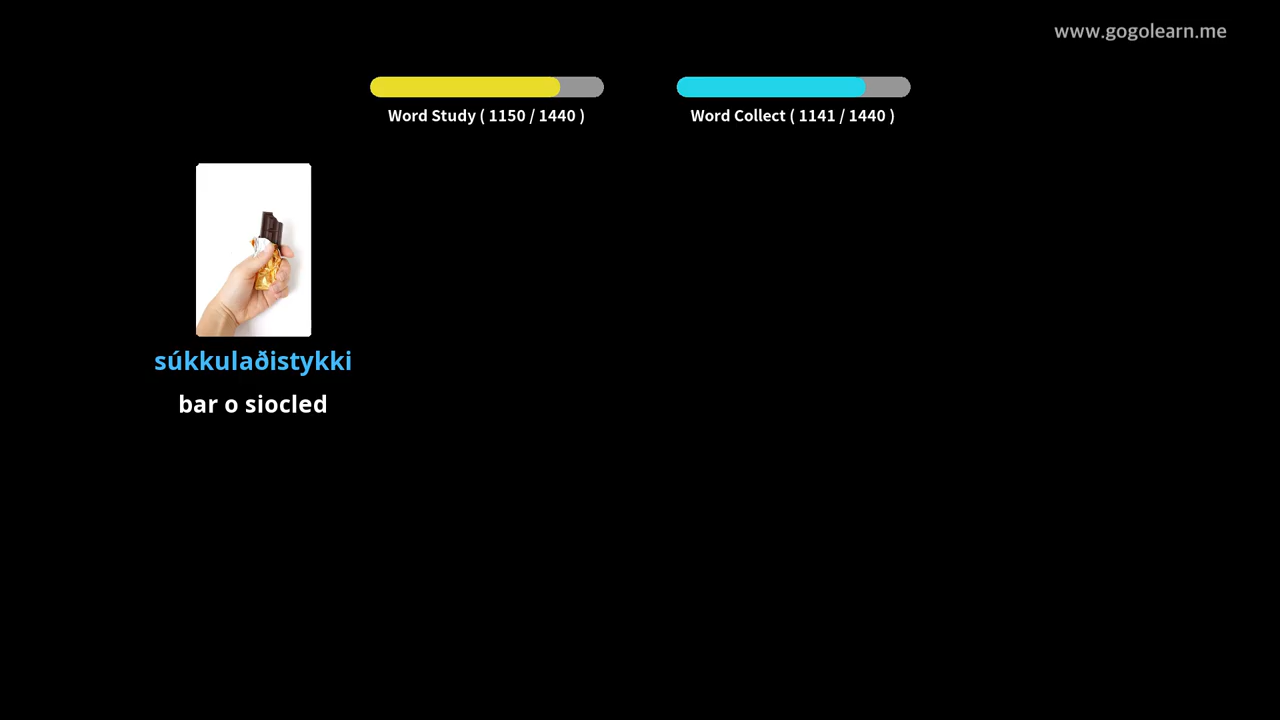 www.gogolearn.me
Word Study ( 1150 / 1440 )
Word Collect ( 1141 / 1440 )
súkkulaðistykki
bar o siocled